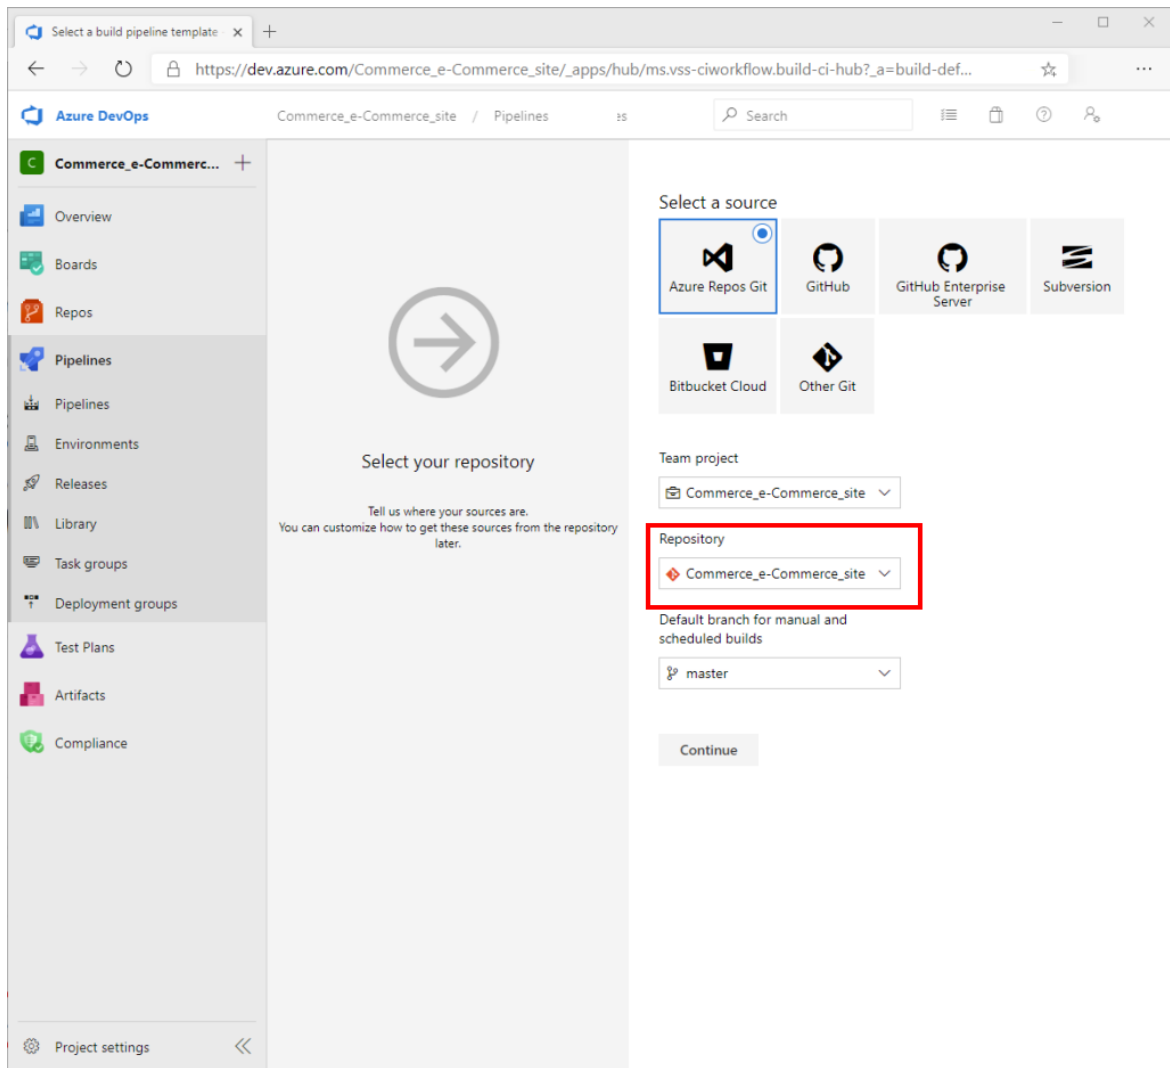 Select a build pipeline template
https://dev.azure.com/Commerce_e-Commerce_site/_apps/hub/ms.vss-ciworkflow.build-ci-hub?_a=build-def...
Azure DevOps
Commerce_e-Commerce_site / Pipelines
es
Search
C
Commerce_e-Commerc...
Overview
Boards
Repos
Pipelines
Pipelines
Environments
Releases
Library
Task groups
Deployment groups
Test Plans
Artifacts
Compliance
Project settings
Select your repository
Tell us where your sources are.
You can customize how to get these sources from the repository
later.
Select a source
Azure Repos Git
GitHub
GitHub Enterprise
Server
Subversion
Bitbucket Cloud
Other Git
Team project
Commerce_e-Commerce_site
Repository
Commerce_e-Commerce_site
Default branch for manual and
scheduled builds
master
Continue